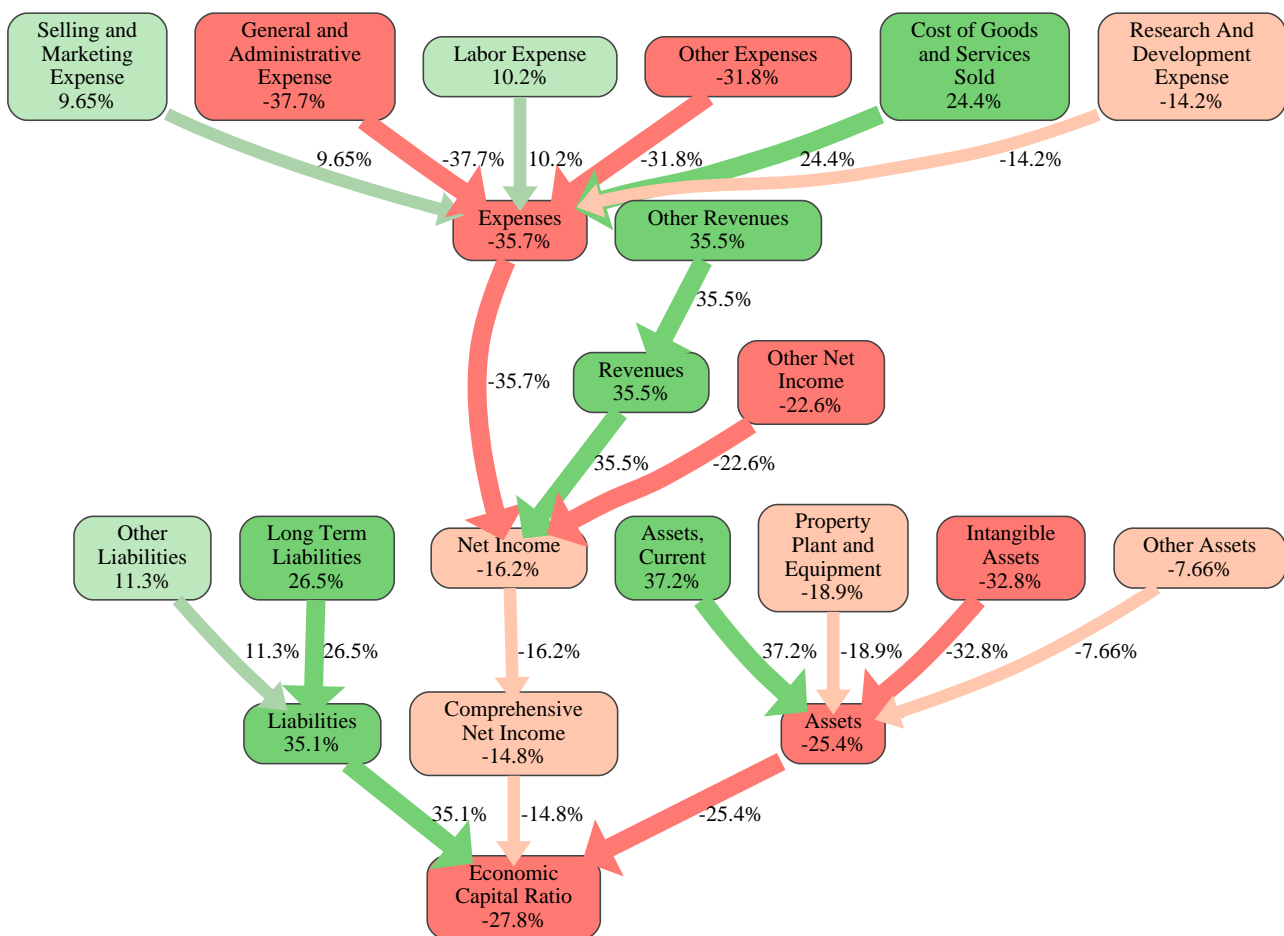 Selling and
Marketing
Expense
9.65%
General and
Administrative
Expense
-37.7%
Labor Expense
10.2%
Other Expenses
-31.8%
Cost of Goods
and Services
Sold
24.4%
Research And
Development
Expense
-14.2%
9.65%
-37.7%
10.2%
-31.8%
24.4%
-14.2%
Expenses
-35.7%
Other Revenues
35.5%
35.5%
-35.7%
Revenues
35.5%
Other Net
Income
-22.6%
35.5%
-22.6%
Other
Liabilities
11.3%
Long Term
Liabilities
26.5%
Net Income
-16.2%
Assets,
Current
37.2%
Property
Plant and
Equipment
-18.9%
Intangible
Assets
-32.8%
Other Assets
-7.66%
11.3%
26.5%
-16.2%
37.2%
-18.9%
-32.8%
-7.66%
Liabilities
35.1%
Comprehensive
Net Income
-14.8%
Assets
-25.4%
35.1%
-14.8%
-25.4%
Economic
Capital Ratio
-27.8%